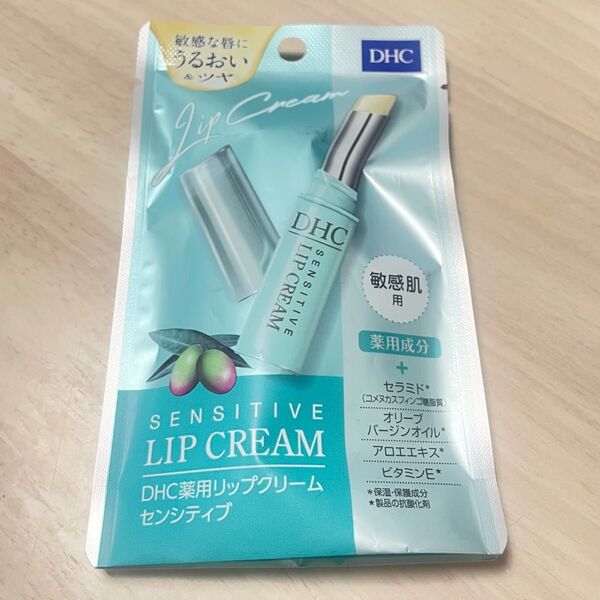 敏感な唇に
うるおい
&ツヤ
DHC
Lip Cream
DHC
SENSITIVE
LIP CREAM
敏感肌
用
薬用成分
+
セラミド*
(コメヌカスフィンゴ糖脂質)
オリーブ
バージンオイル*
アロエエキス*
ビタミンE★
*保湿・保護成分
★製品の抗酸化剤
SENSITIVE
LIP CREAM
DHC薬用リップクリーム
センシティブ